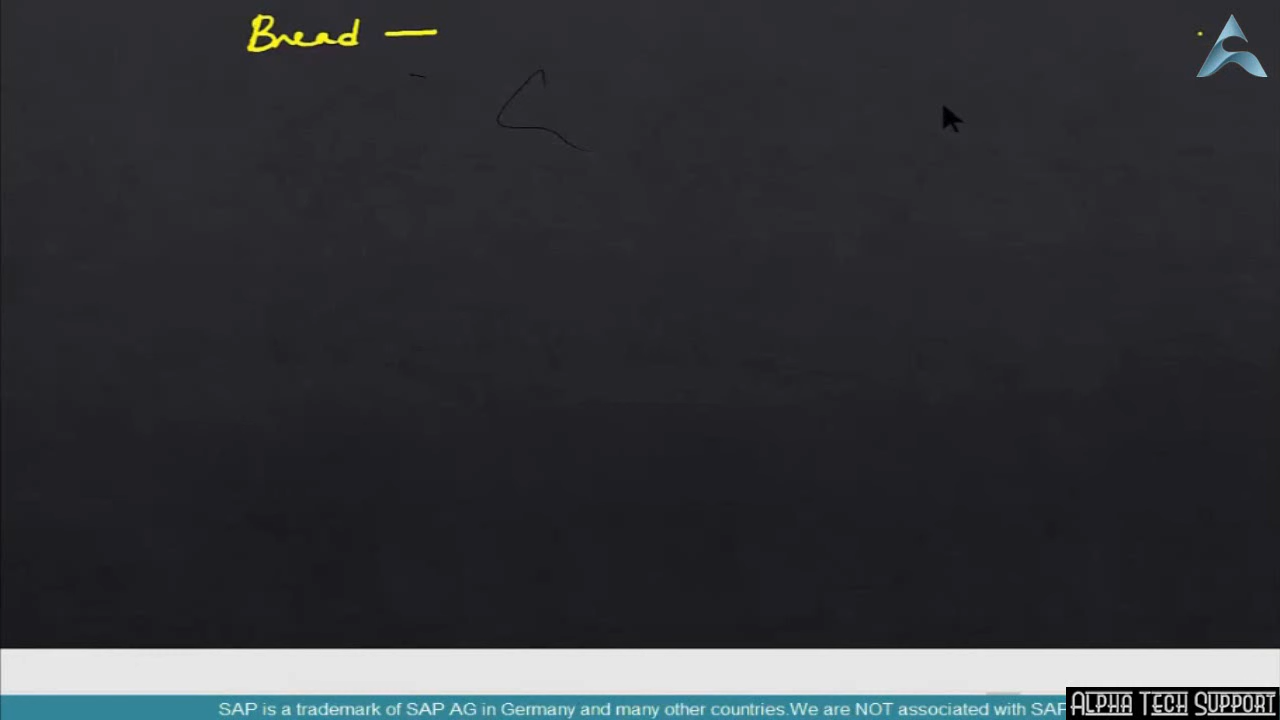 Bread —
SAP is a trademark of SAP AG in Germany and many other countries.We are NOT associated with SAP
ALPHA TECH SUPPORT